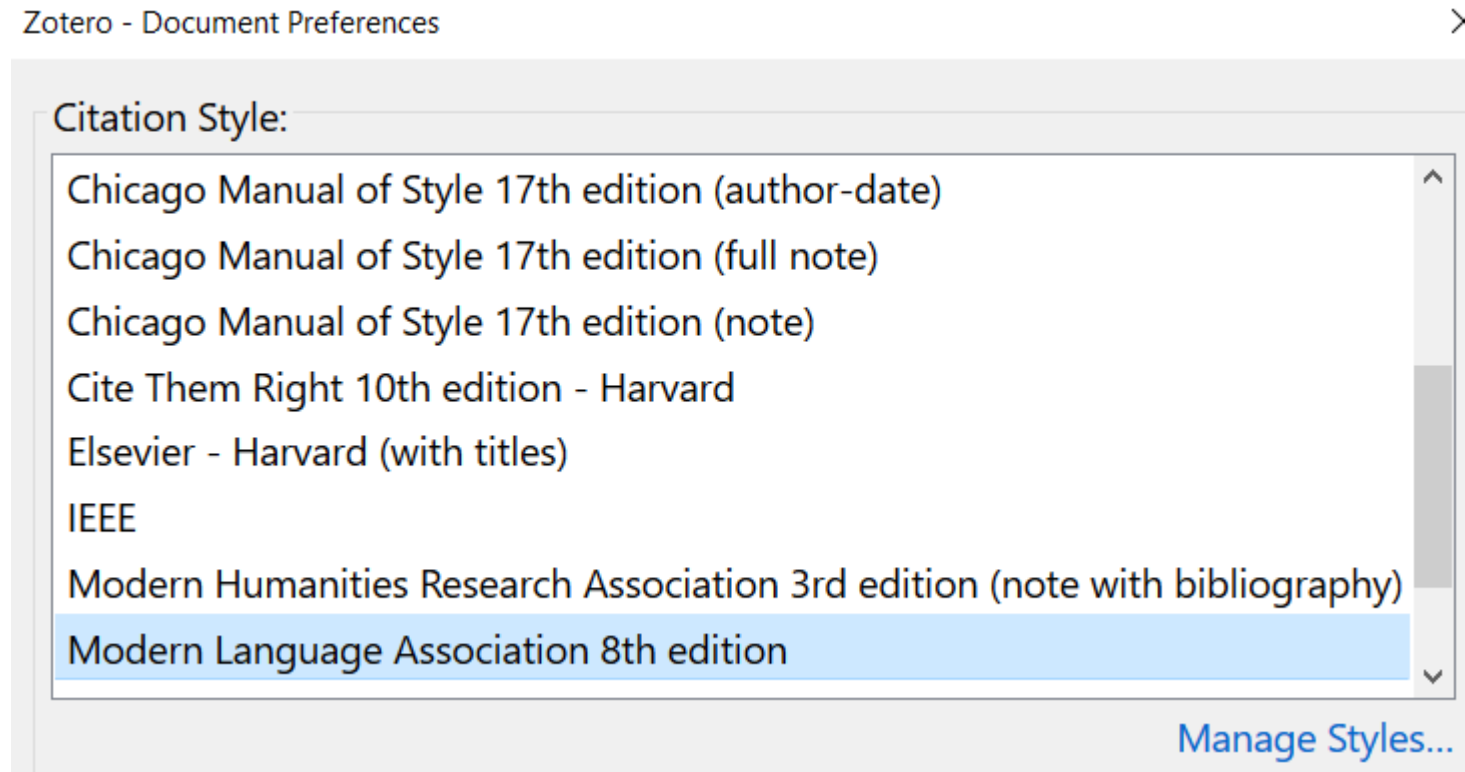 Zotero - Document Preferences
Citation Style:
Chicago Manual of Style 17th edition (author-date)
Chicago Manual of Style 17th edition (full note)
Chicago Manual of Style 17th edition (note)
Cite Them Right 10th edition - Harvard
Elsevier - Harvard (with titles)
IEEE
Modern Humanities Research Association 3rd edition (note with bibliography)
Modern Language Association 8th edition
Manage Styles...